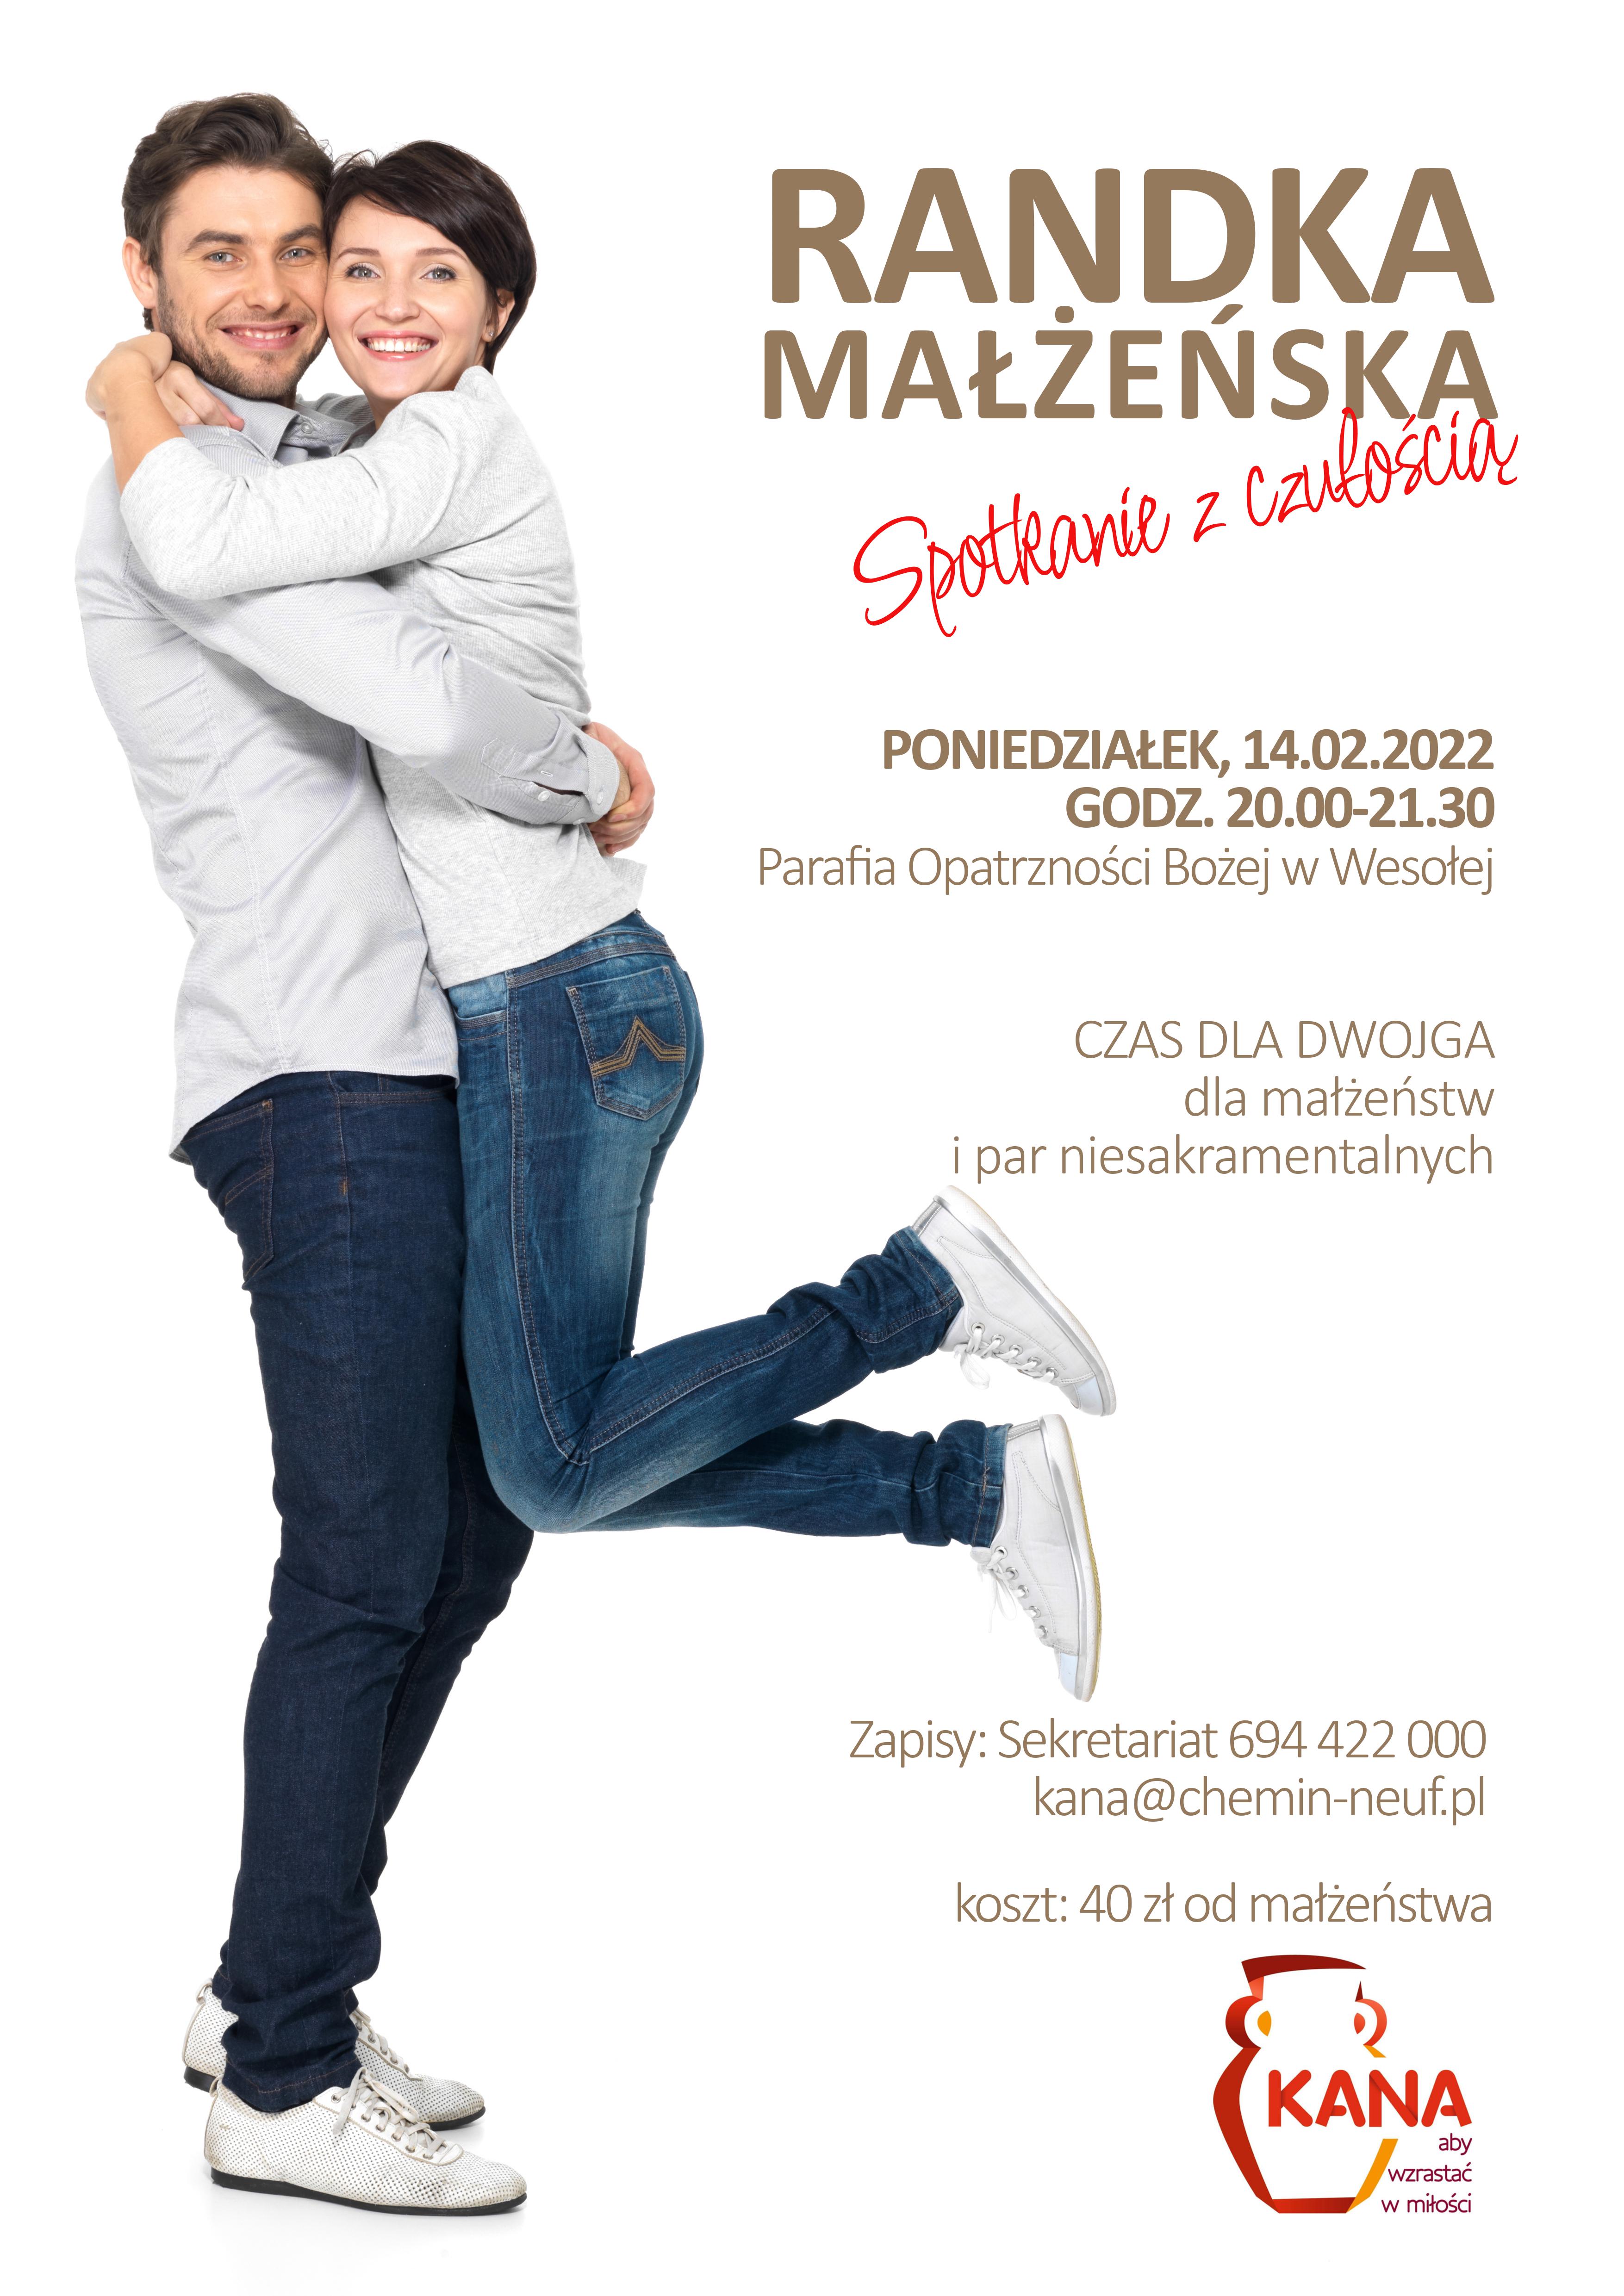 RANDKA
MAŁŻEŃSKA
Spotkanie z czułością
PONIEDZIAŁEK, 14.02.2022
GODZ. 20.00-21.30
Parafia Opatrzności Bożej w Wesołej
CZAS DLA DWOJGA
dla małżeństw
i par niesakramentalnych
Zapisy: Sekretariat 694 422 000
kana@chemin-neuf.pl
koszt: 40 zł od małżeństwa
KANA
aby
wzrastać
w miłości